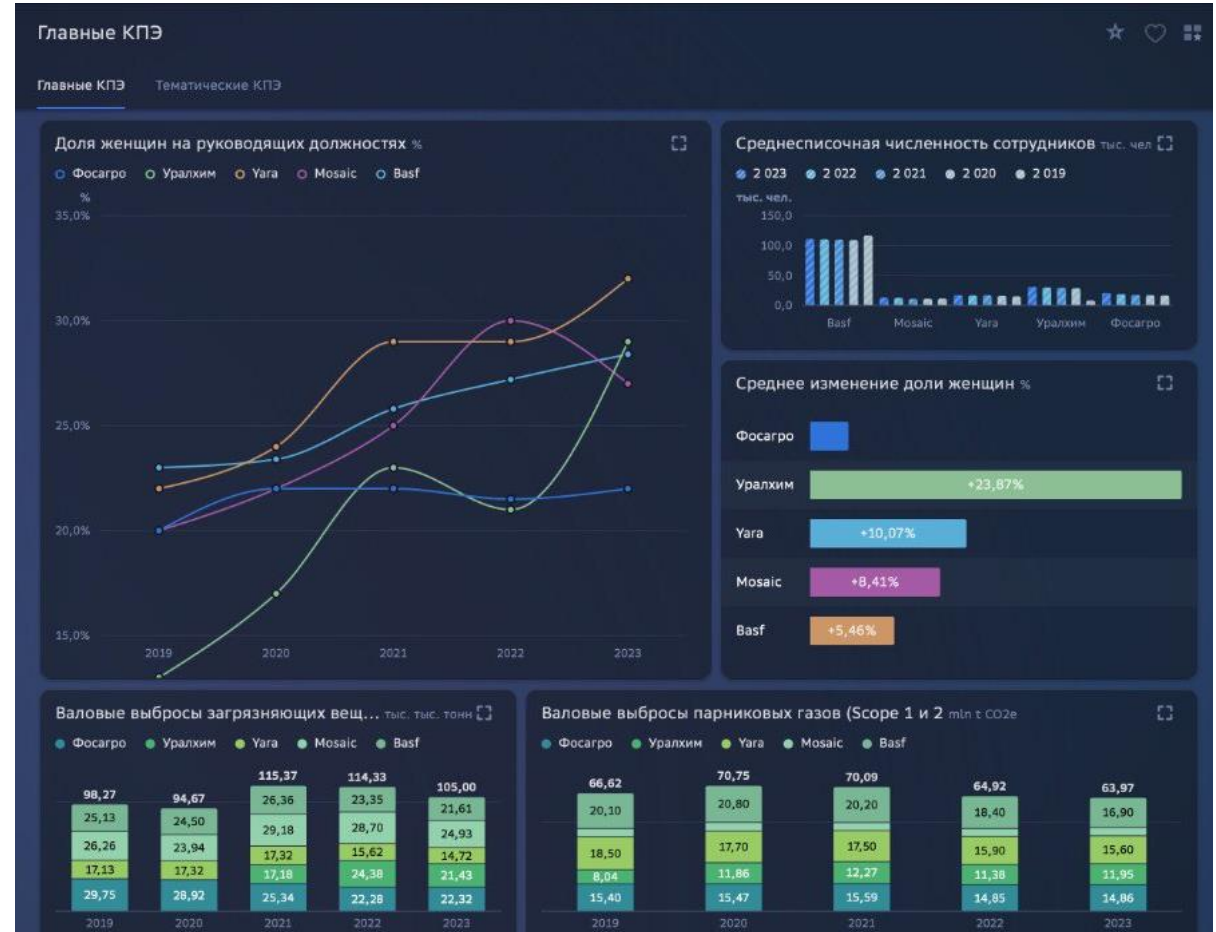 Главные КПЭ
Главные КПЭ Тематические КПЭ
Доля женщин на руководящих должностях %
Фосагро Уралхим Yara Mosaic Basf
%
35,0%
30,0%
25,0%
20,0%
15,0%
2019 2020 2021 2022 2023
Среднесписочная численность сотрудников тыс. чел
2 023 2 022 2 021 2 020 2 019
тыс. чел.
150,0
100,0
50,0
0,0
Basf Mosaic Yara Уралхим Фосагро
Среднее изменение доли женщин %
Фосагро
Уралхим +23,87%
Yara +10,07%
Mosaic +8,41%
Basf +5,46%
Валовые выбросы загрязняющих вещ... тыс. тыс. тонн
Фосагро Уралхим Yara Mosaic Basf
98,27 94,67 115,37 114,33 105,00
25,13 24,50 26,36 23,35 21,61
26,26 23,94 29,18 28,70 24,93
17,13 17,32 17,32 15,62 14,72
17,18 24,38 21,43
29,75 28,92 25,34 22,28 22,32
2019 2020 2021 2022 2023
Валовые выбросы парниковых газов (Scope 1 и 2 mln t CO2e
Фосагро Уралхим Yara Mosaic Basf
66,62 70,75 70,09 64,92 63,97
20,10 20,80 20,20 18,40 16,90
18,50 17,70 17,50 15,90 15,60
8,04 11,86 12,27 11,38 11,95
15,40 15,47 15,59 14,85 14,86
2019 2020 2021 2022 2023